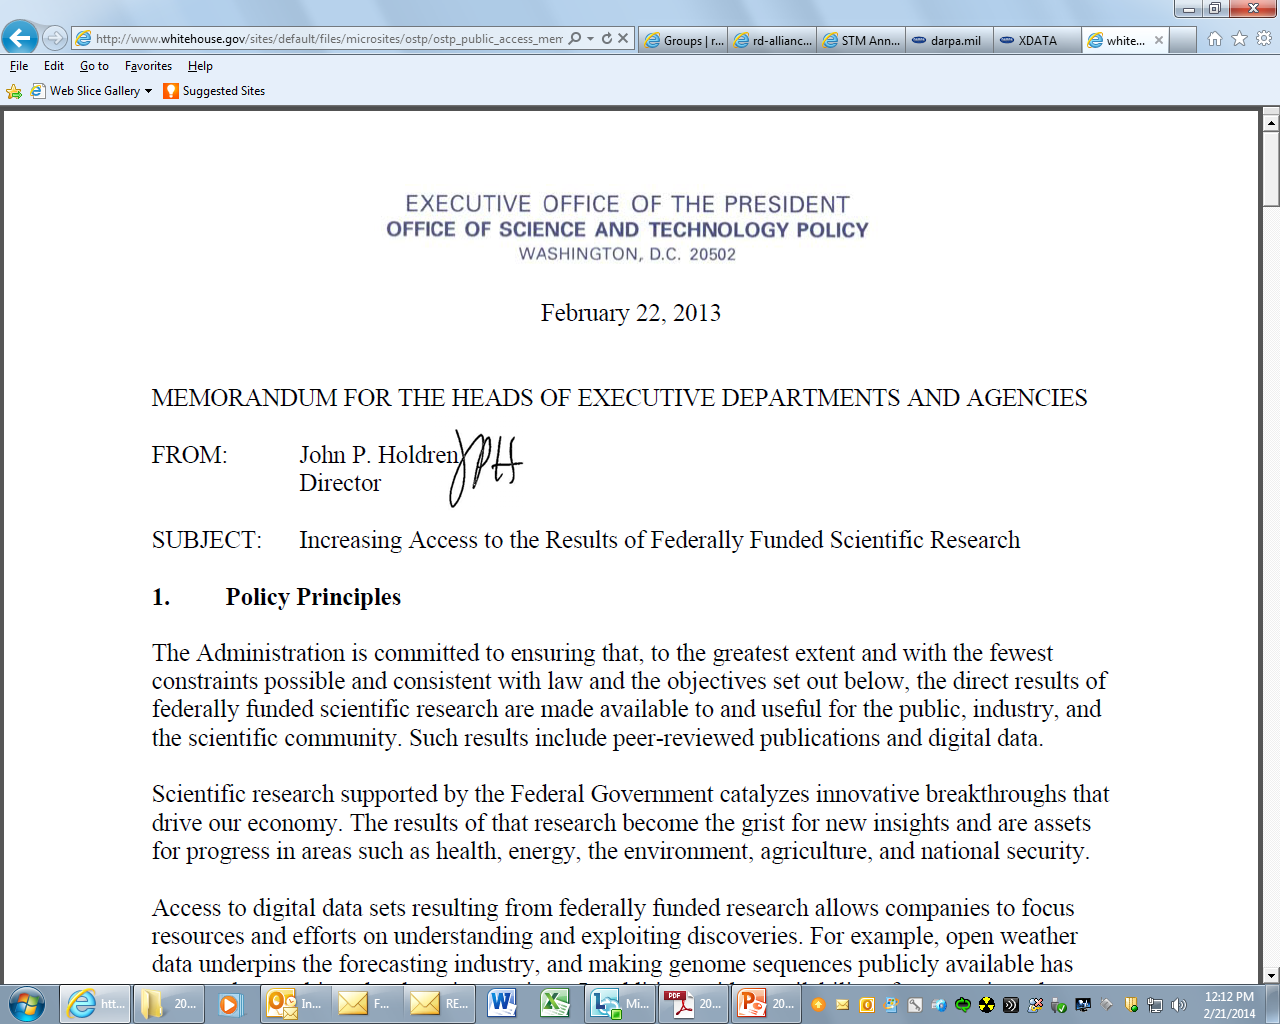 http://www.whitehouse.gov/sites/default/files/microsites/ostp/ostp_public_access_mem
Groups | r...
rd-allianc...
STM Ann...
darpa.mil
XDATA
white...
File Edit Go to Favorites Help
Web Slice Gallery
Suggested Sites
EXECUTIVE OFFICE OF THE PRESIDENT
OFFICE OF SCIENCE AND TECHNOLOGY POLICY
WASHINGTON, D.C. 20502
February 22, 2013
MEMORANDUM FOR THE HEADS OF EXECUTIVE DEPARTMENTS AND AGENCIES
FROM: John P. Holdren JPH
Director
SUBJECT: Increasing Access to the Results of Federally Funded Scientific Research
1. Policy Principles
The Administration is committed to ensuring that, to the greatest extent and with the fewest
constraints possible and consistent with law and the objectives set out below, the direct results of
federally funded scientific research are made available to and useful for the public, industry, and
the scientific community. Such results include peer-reviewed publications and digital data.
Scientific research supported by the Federal Government catalyzes innovative breakthroughs that
drive our economy. The results of that research become the grist for new insights and are assets
for progress in areas such as health, energy, the environment, agriculture, and national security.
Access to digital data sets resulting from federally funded research allows companies to focus
resources and efforts on understanding and exploiting discoveries. For example, open weather
data underpins the forecasting industry, and making genome sequences publicly available has
htt...
20...
In...
F...
RE...
Mi...
20...
20...
12:12 PM
2/21/2014